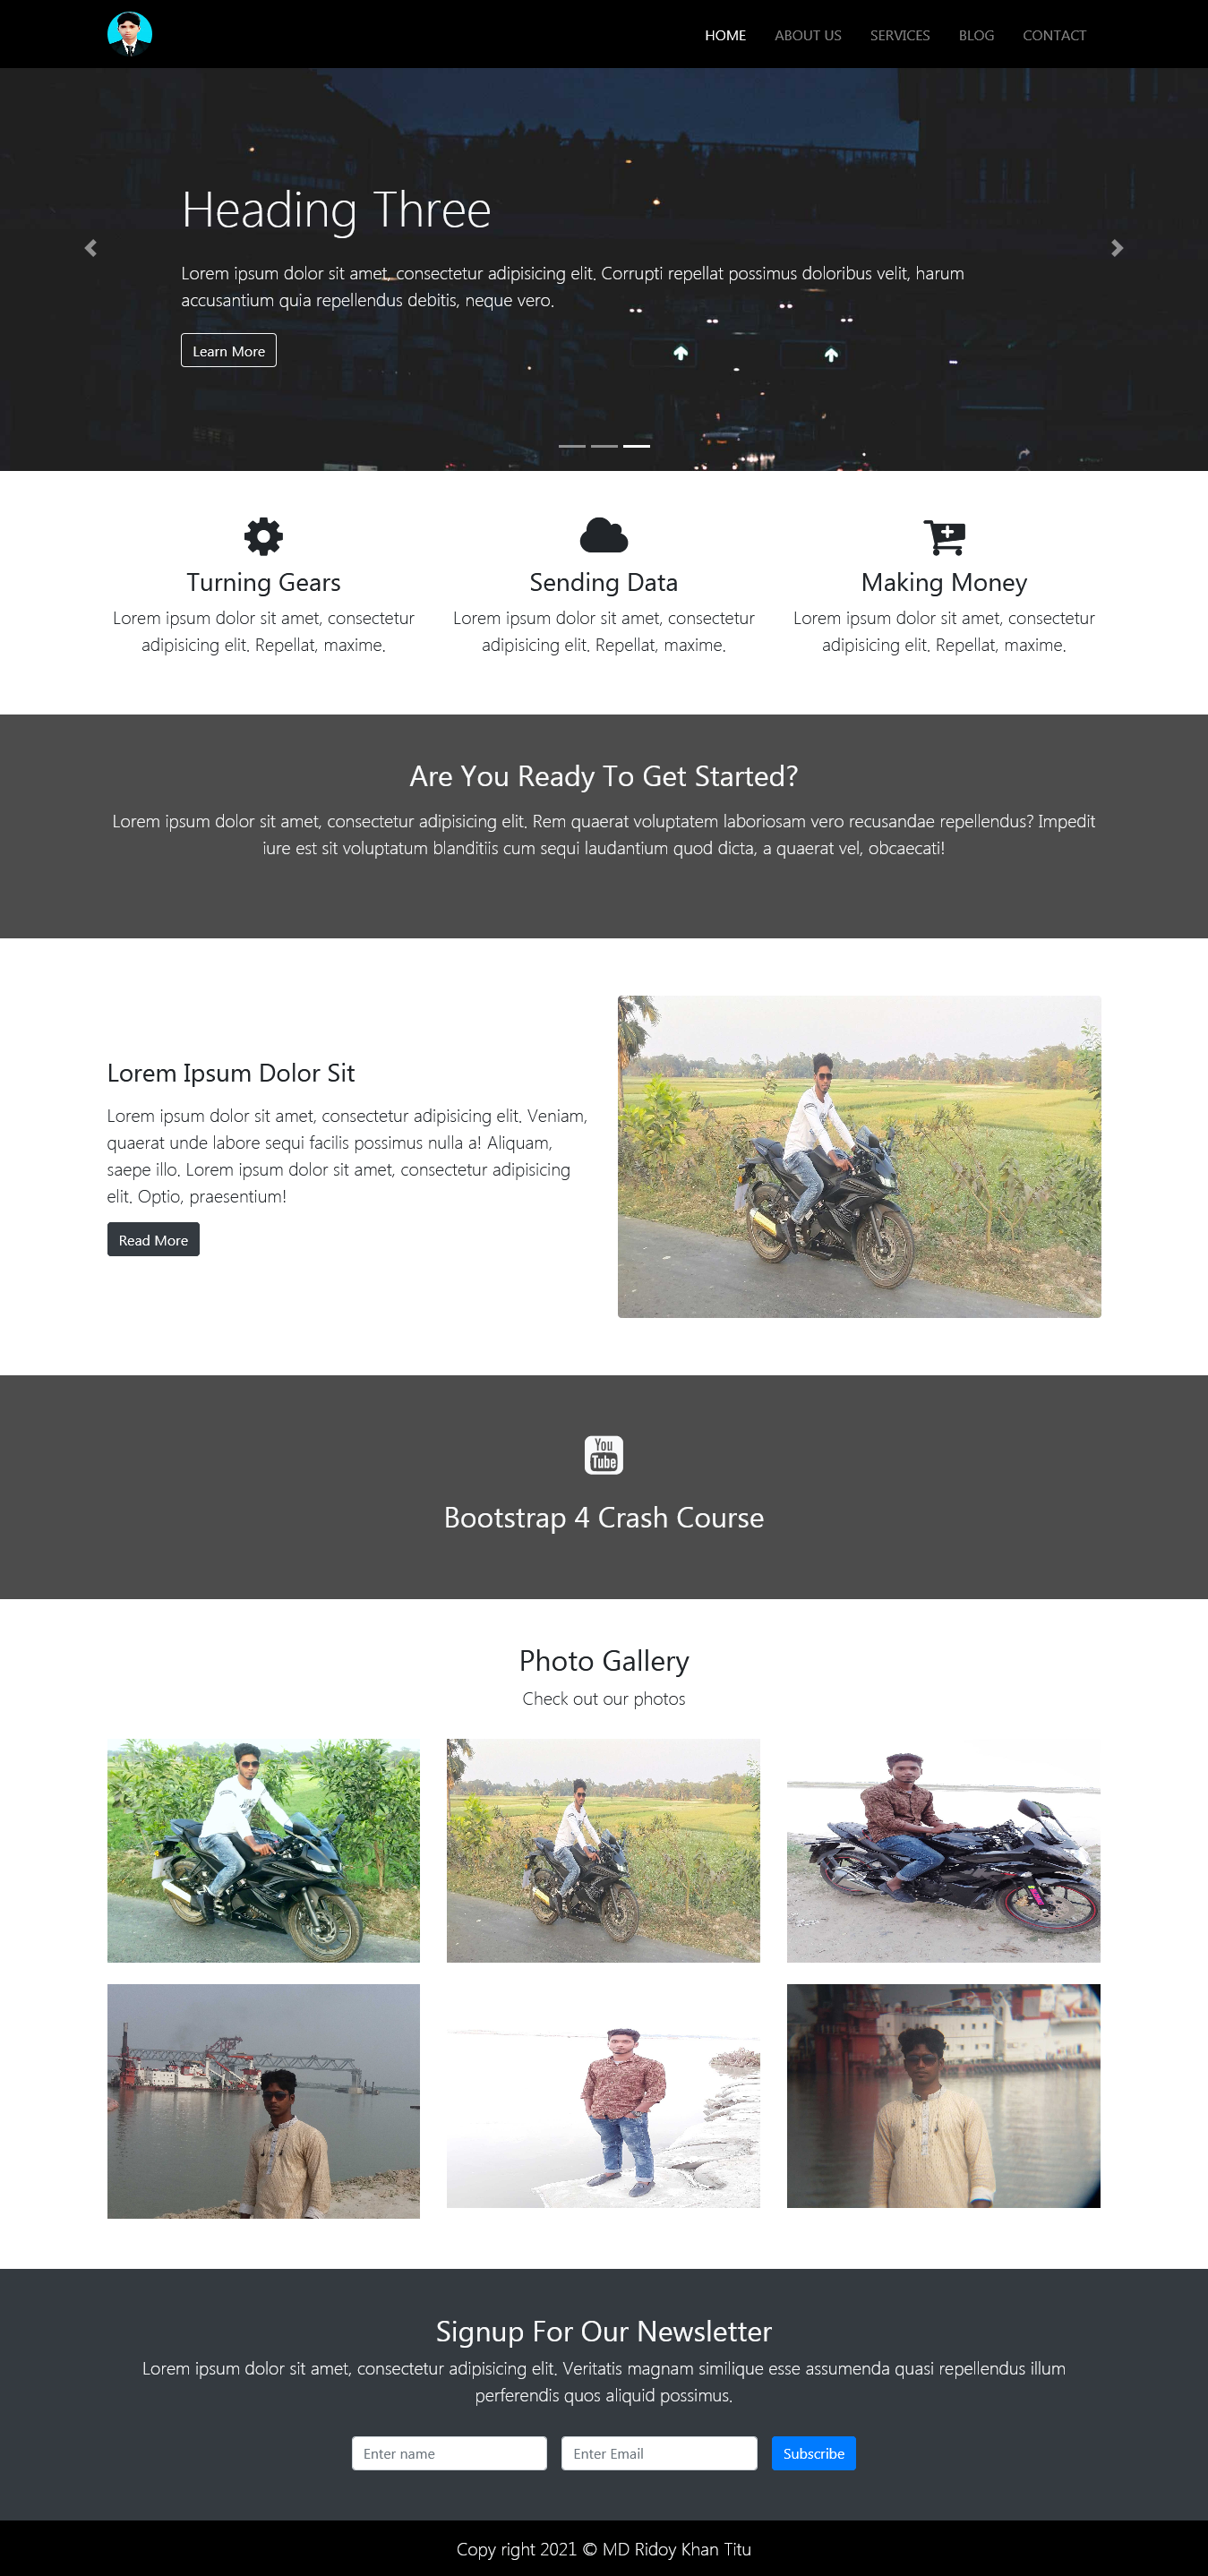 HOME ABOUT US SERVICES BLOG CONTACT
Heading Three
Lorem ipsum dolor sit amet, consectetur adipisicing elit. Corrupti repellat possimus doloribus velit, harum
accusantium quia repellendus debitis, neque vero.
Learn More
Turning Gears
Lorem ipsum dolor sit amet, consectetur
adipisicing elit. Repellat, maxime.
Sending Data
Lorem ipsum dolor sit amet, consectetur
adipisicing elit. Repellat, maxime.
Making Money
Lorem ipsum dolor sit amet, consectetur
adipisicing elit. Repellat, maxime.
Are You Ready To Get Started?
Lorem ipsum dolor sit amet, consectetur adipisicing elit. Rem quaerat voluptatem laboriosam vero recusandae repellendus? Impedit
iure est sit voluptatum blanditiis cum sequi laudantium quod dicta, a quaerat vel, obcaecati!
Lorem Ipsum Dolor Sit
Lorem ipsum dolor sit amet, consectetur adipisicing elit. Veniam,
quaerat unde labore sequi facilis possimus nulla a! Aliquam,
saepe illo. Lorem ipsum dolor sit amet, consectetur adipisicing
elit. Optio, praesentium!
Read More
You
Tube
Bootstrap 4 Crash Course
Photo Gallery
Check out our photos
Signup For Our Newsletter
Lorem ipsum dolor sit amet, consectetur adipisicing elit. Veritatis magnam similique esse assumenda quasi repellendus illum
perferendis quos aliquid possimus.
Enter name
Enter Email
Subscribe
Copy right 2021 © MD Ridoy Khan Titu